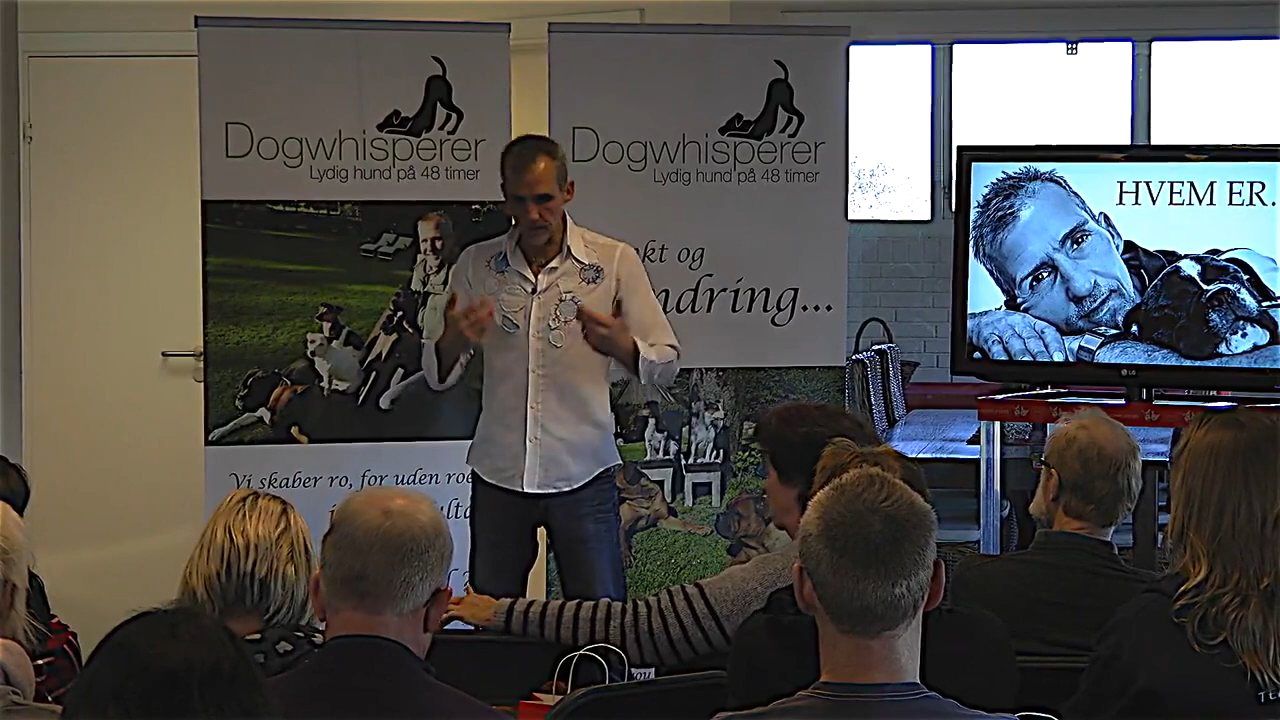 Dogwhisperer
Lydig hund på 48 timer
Dogwhisperer
Lydig hund på 48 timer
HVEM ER.
kt og
ndring...
LG
Vi skaber ro, for uden ro